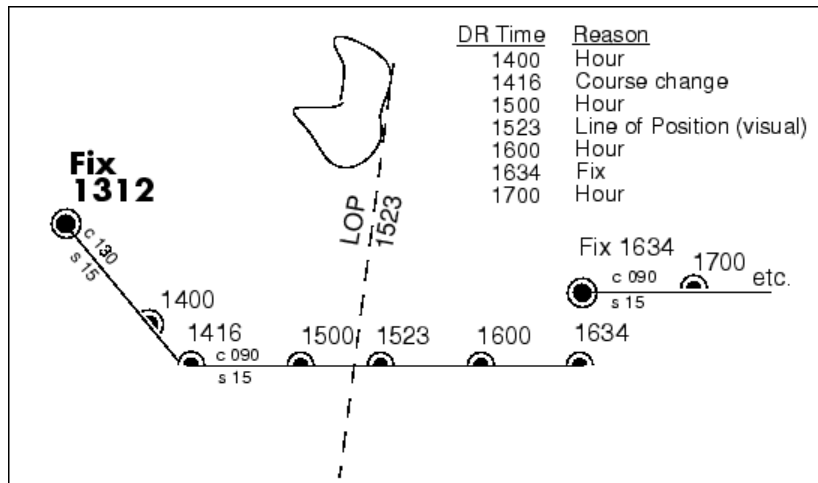 DR Time Reason
1400 Hour
1416 Course change
1500 Hour
1523 Line of Position (visual)
1600 Hour
1634 Fix
1700 Hour
Fix
1312
c 130
s 15
1400
1416
c 090
s 15
1500
LOP
1523
1523
1600
1634
Fix 1634
c 090
s 15
1700
etc.